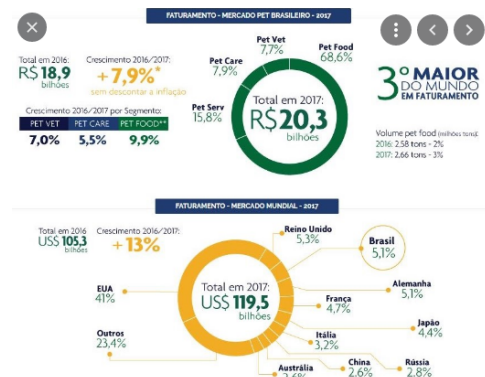 FATURAMENTO - MERCADO PET BRASILEIRO - 2017
Total em 2016:
R$ 18,9
bilhões
Crescimento 2016/2017:
+7,9%*
sem descontar a inflação
Crescimento 2016/2017 por Segmento:
PET VET PET CARE PET FOOD**
7,0% 5,5% 9,9%
Pet Vet
7,7%
Pet Food
68,6%
Pet Care
7,9%
Pet Serv
15,8%
Total em 2017:
R$ 20,3
bilhões
3º MAIOR
DO MUNDO
EM FATURAMENTO
Volume pet food (milhões tons):
2016: 2,58 tons - 2%
2017: 2,66 tons - 3%
FATURAMENTO - MERCADO MUNDIAL - 2017
Total em 2016
US$ 105,3
bilhões
Crescimento 2016/2017:
+13%
Reino Unido
5,3%
Brasil
5,1%
EUA
41%
Total em 2017:
US$ 119,5
bilhões
Alemanha
5,1%
França
4,7%
Japão
4,4%
Outros
23,4%
Itália
3,2%
Austrália
China
2,6%
Rússia
2,8%